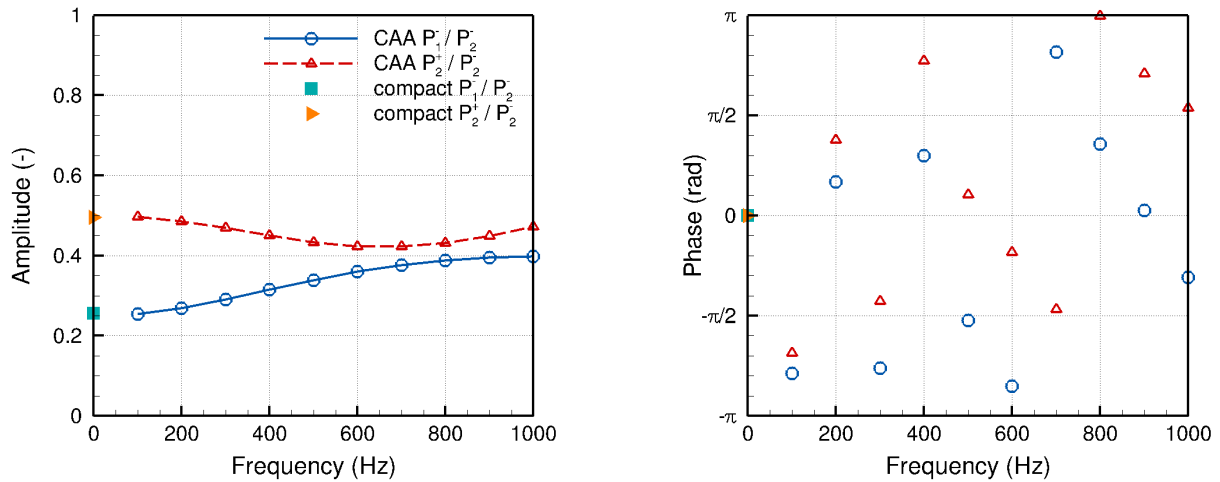 1
0.8
0.6
0.4
0.2
0
Amplitude (-)
CAA P₁⁻ / P₂⁻
CAA P₂⁺ / P₂⁻
compact P₁⁻ / P₂⁻
compact P₂⁺ / P₂⁻
0 200 400 600 800 1000
Frequency (Hz)
π
π/2
0
-π/2
-π
Phase (rad)
0 200 400 600 800 1000
Frequency (Hz)